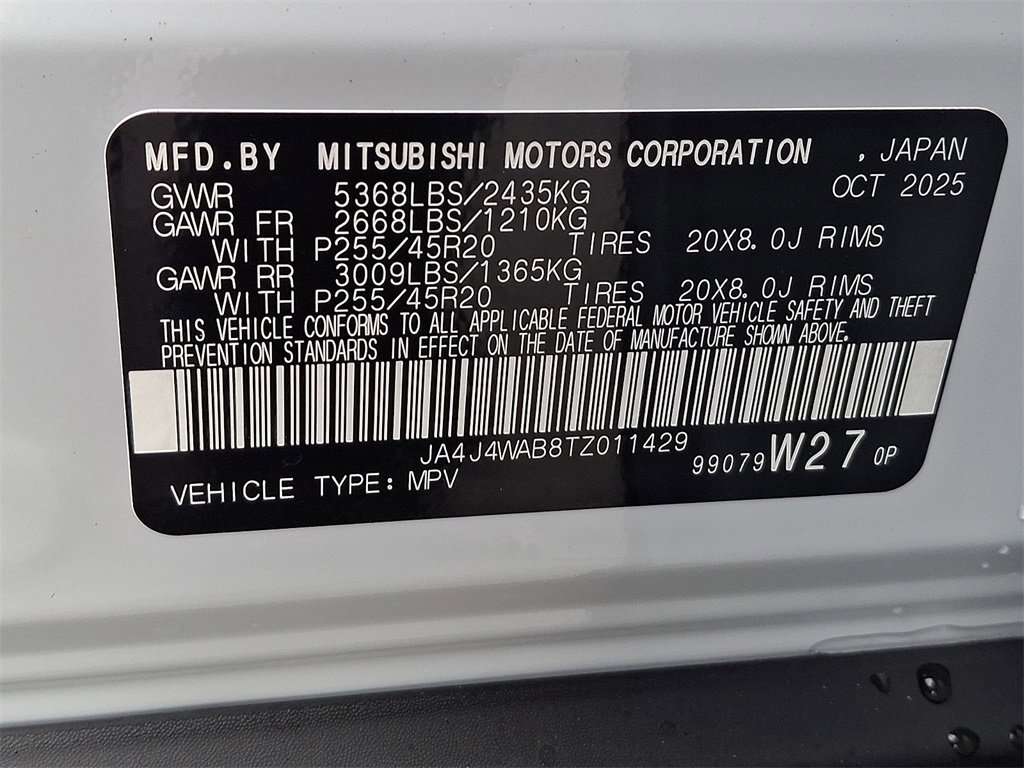 MFD.BY MITSUBISHI MOTORS CORPORATION , JAPAN
OCT 2025
GVWR 5368LBS/2435KG
GAWR FR 2668LBS/1210KG
WITH P255/45R20 TIRES 20X8.0J RIMS
GAWR RR 3009LBS/1365KG
WITH P255/45R20 TIRES 20X8.0J RIMS
THIS VEHICLE CONFORMS TO ALL APPLICABLE FEDERAL MOTOR VEHICLE SAFETY AND THEFT
PREVENTION STANDARDS IN EFFECT ON THE DATE OF MANUFACTURE SHOWN ABOVE.
JA4J4WAB8TZ011429
99079 W27 0P
VEHICLE TYPE: MPV